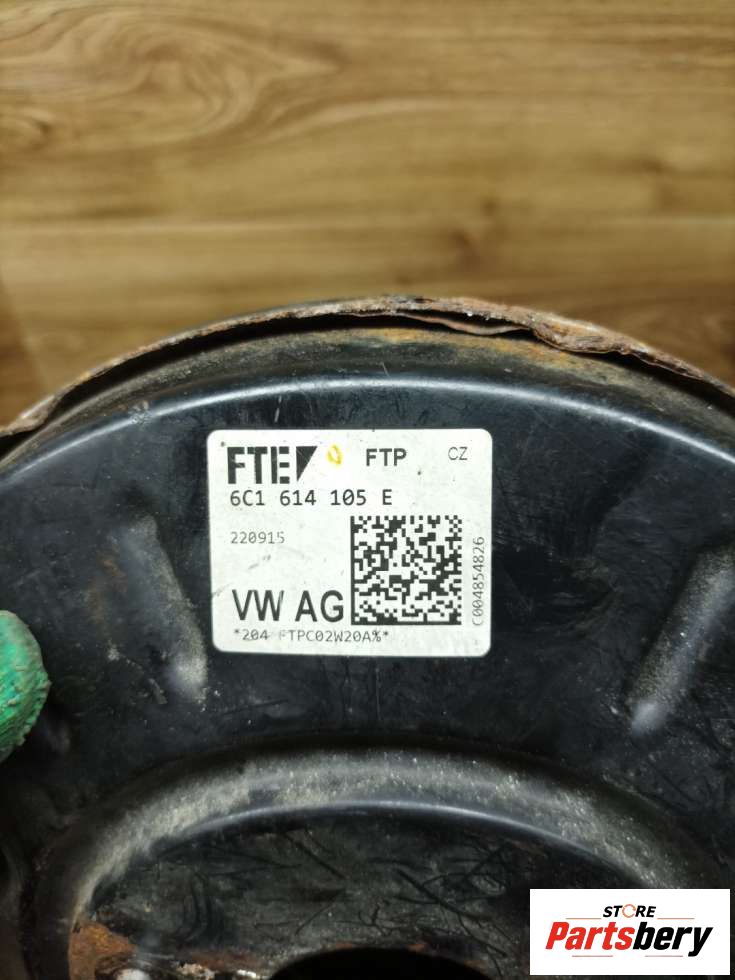 FTE FTP CZ
6C1 614 105 E
220915
C004854826
VW AG
*204 FTPC02W20A%*
STORE
Partsbery